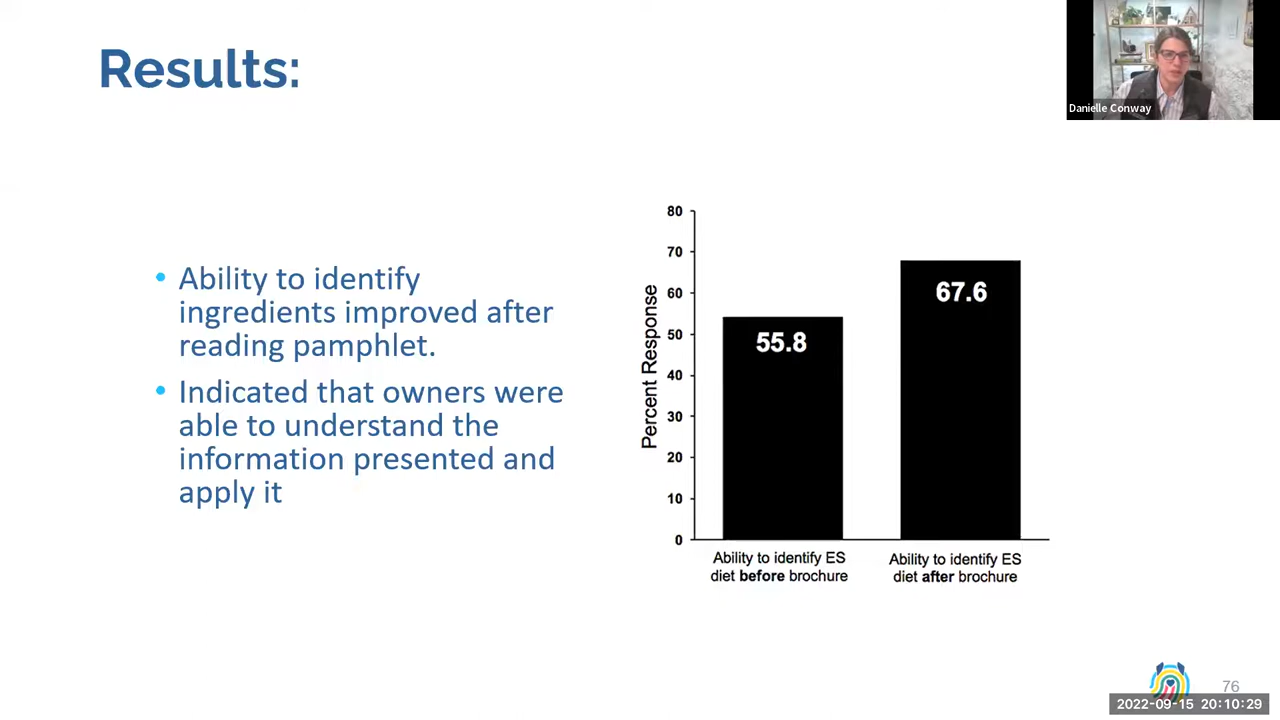 Results:
Danielle Conway
• Ability to identify
ingredients improved after
reading pamphlet.
• Indicated that owners were
able to understand the
information presented and
apply it
Percent Response
80
70
60
50
40
30
20
10
0
55.8
67.6
Ability to identify ES
diet before brochure
Ability to identify ES
diet after brochure
76
2022-09-15 20:10:29